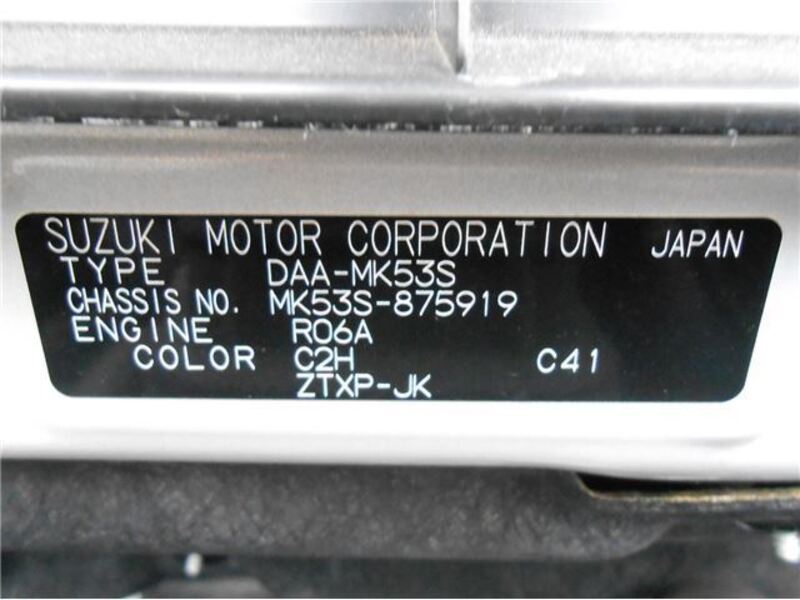 SUZUKI MOTOR CORPORATION JAPAN
TYPE DAA-MK53S
CHASSIS NO. MK53S-875919
ENGINE R06A
COLOR C2H C41
ZTXP-JK